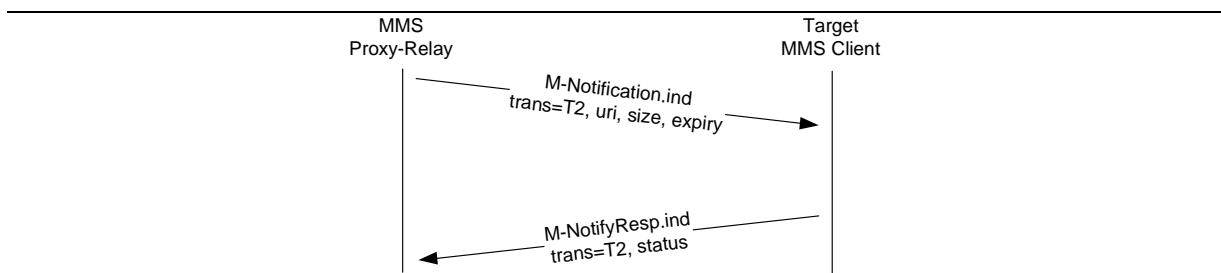 MMS
Proxy-Relay
Target
MMS Client
M-Notification.ind
trans=T2, uri, size, expiry
M-NotifyResp.ind
trans=T2, status